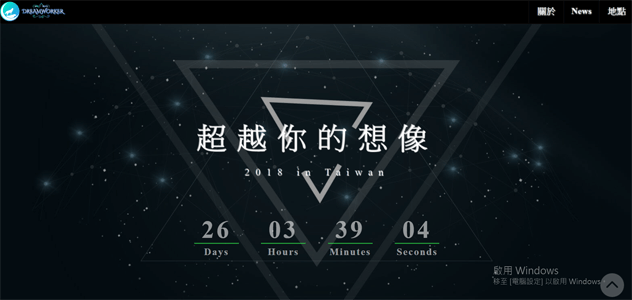 DREAMWORKER
關於
News
地點
超越你的想像
2018 in Taiwan
26 03 39 04
Days Hours Minutes Seconds
啟用 Windows
移至 [電腦設定] 以啟用 Windows